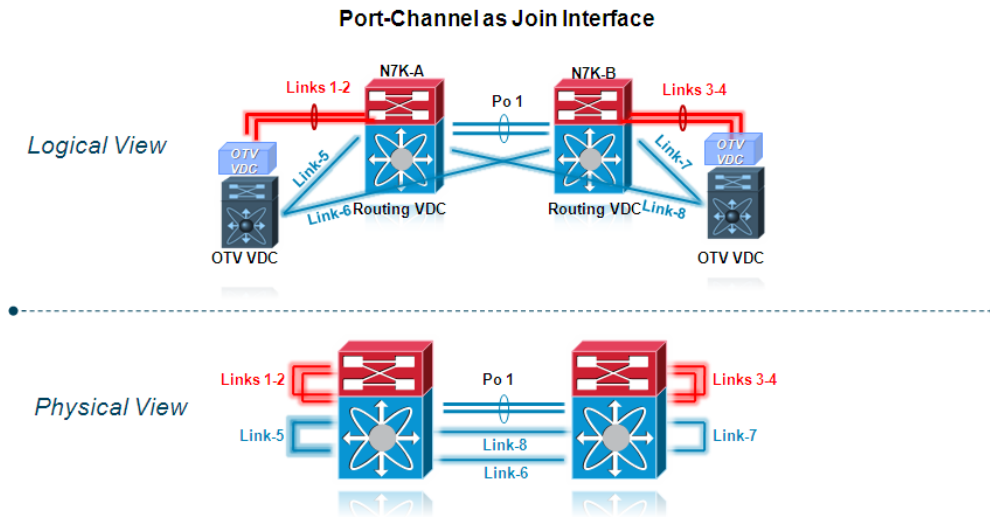 Port-Channel as Join Interface
N7K-A
N7K-B
Links 1-2
Po 1
Links 3-4
Logical View
OTV
VDC
Link-5
Link-6
Routing VDC
Routing VDC
Link-7
Link-8
OTV
VDC
OTV VDC
OTV VDC
Physical View
Links 1-2
Po 1
Links 3-4
Link-5
Link-8
Link-7
Link-6